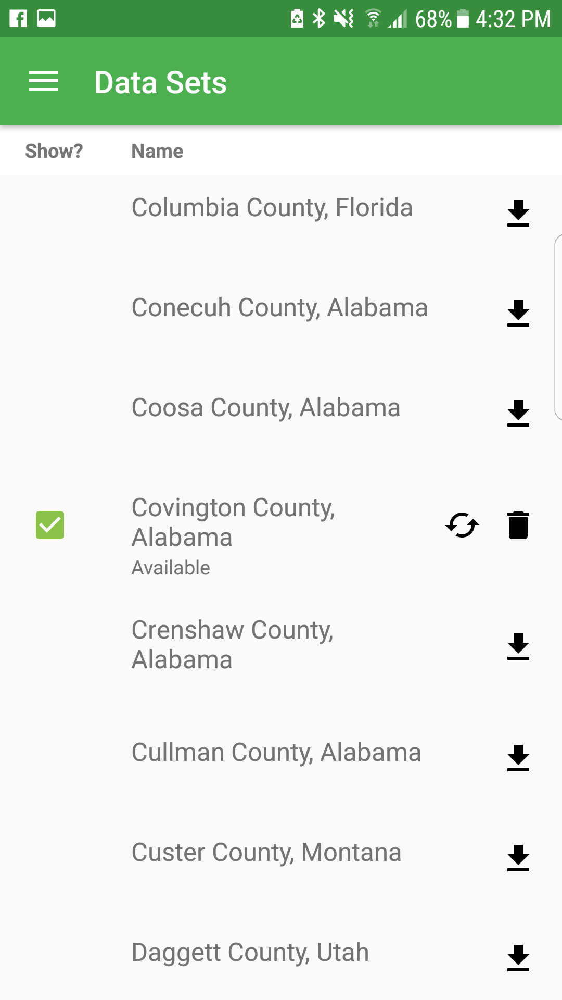 68% 4:32 PM
Data Sets
Show? Name
Columbia County, Florida
Conecuh County, Alabama
Coosa County, Alabama
Covington County,
Alabama
Available
Crenshaw County,
Alabama
Cullman County, Alabama
Custer County, Montana
Daggett County, Utah